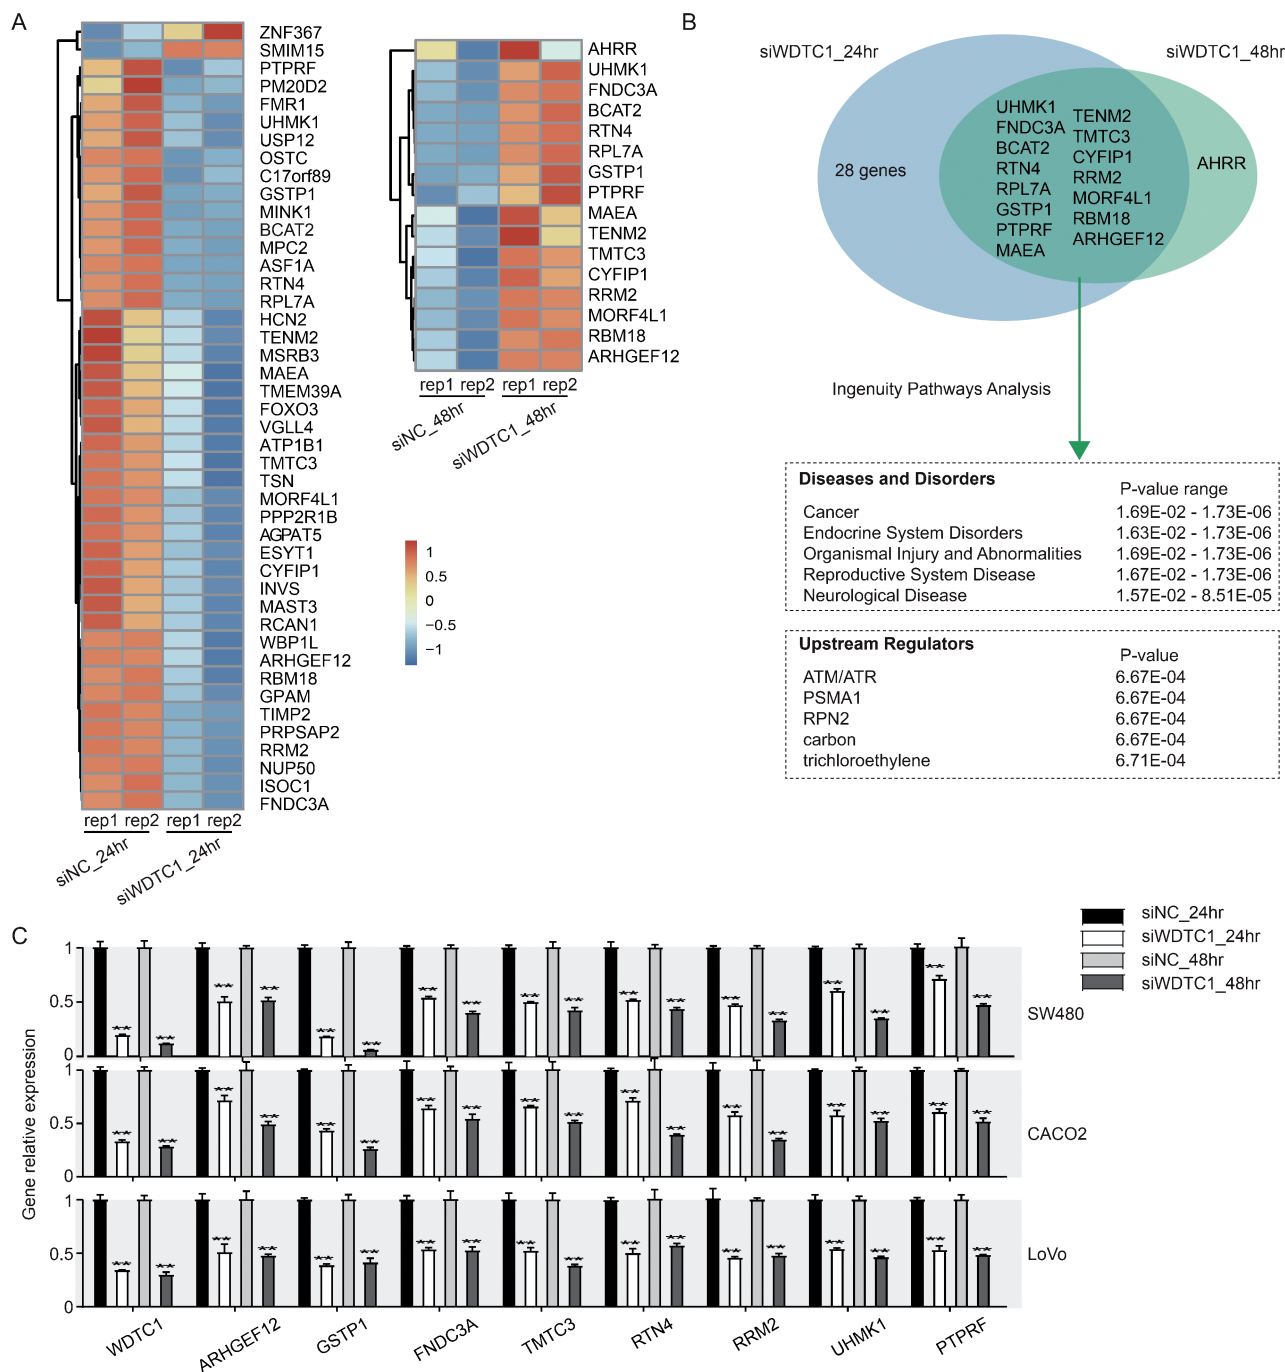 A
ZNF367
SMIM15
PTPRF
PM20D2
FMR1
UHMK1
USP12
OSTC
C17orf89
GSTP1
MINK1
BCAT2
MPC2
ASF1A
RTN4
RPL7A
HCN2
TENM2
MSRB3
MAEA
TMEM39A
FOXO3
VGLL4
ATP1B1
TMTC3
TSN
MORF4L1
PPP2R1B
AGPAT5
ESYT1
CYFIP1
INVS
MAST3
RCAN1
WBP1L
ARHGEF12
RBM18
GPAM
TIMP2
PRPSAP2
RRM2
NUP50
ISOC1
FNDC3A
rep1 rep2 rep1 rep2
siNC_24hr
siWDTC1_24hr
AHRR
UHMK1
FNDC3A
BCAT2
RTN4
RPL7A
GSTP1
PTPRF
MAEA
TENM2
TMTC3
CYFIP1
RRM2
MORF4L1
RBM18
ARHGEF12
rep1 rep2 rep1 rep2
siNC_48hr
siWDTC1_48hr
1
0.5
0
−0.5
−1
B
siWDTC1_24hr
siWDTC1_48hr
28 genes
UHMK1
FNDC3A
BCAT2
RTN4
RPL7A
GSTP1
PTPRF
MAEA
TENM2
TMTC3
CYFIP1
RRM2
MORF4L1
RBM18
ARHGEF12
AHRR
Ingenuity Pathways Analysis
Diseases and Disorders
P-value range
Cancer 1.69E-02 - 1.73E-06
Endocrine System Disorders 1.63E-02 - 1.73E-06
Organismal Injury and Abnormalities 1.69E-02 - 1.73E-06
Reproductive System Disease 1.67E-02 - 1.73E-06
Neurological Disease 1.57E-02 - 8.51E-05
Upstream Regulators
P-value
ATM/ATR 6.67E-04
PSMA1 6.67E-04
RPN2 6.67E-04
carbon 6.67E-04
trichloroethylene 6.71E-04
C
siNC_24hr
siWDTC1_24hr
siNC_48hr
siWDTC1_48hr
Gene relative expression
1
0.5
0
** ** ** ** ** ** ** ** ** ** ** ** ** ** ** ** ** **
SW480
1
0.5
0
** ** ** ** ** ** ** ** ** ** ** ** ** ** ** ** ** **
CACO2
1
0.5
0
** ** ** ** ** ** ** ** ** ** ** ** ** ** ** ** ** **
LoVo
WDTC1 ARHGEF12 GSTP1 FNDC3A TMTC3 RTN4 RRM2 UHMK1 PTPRF